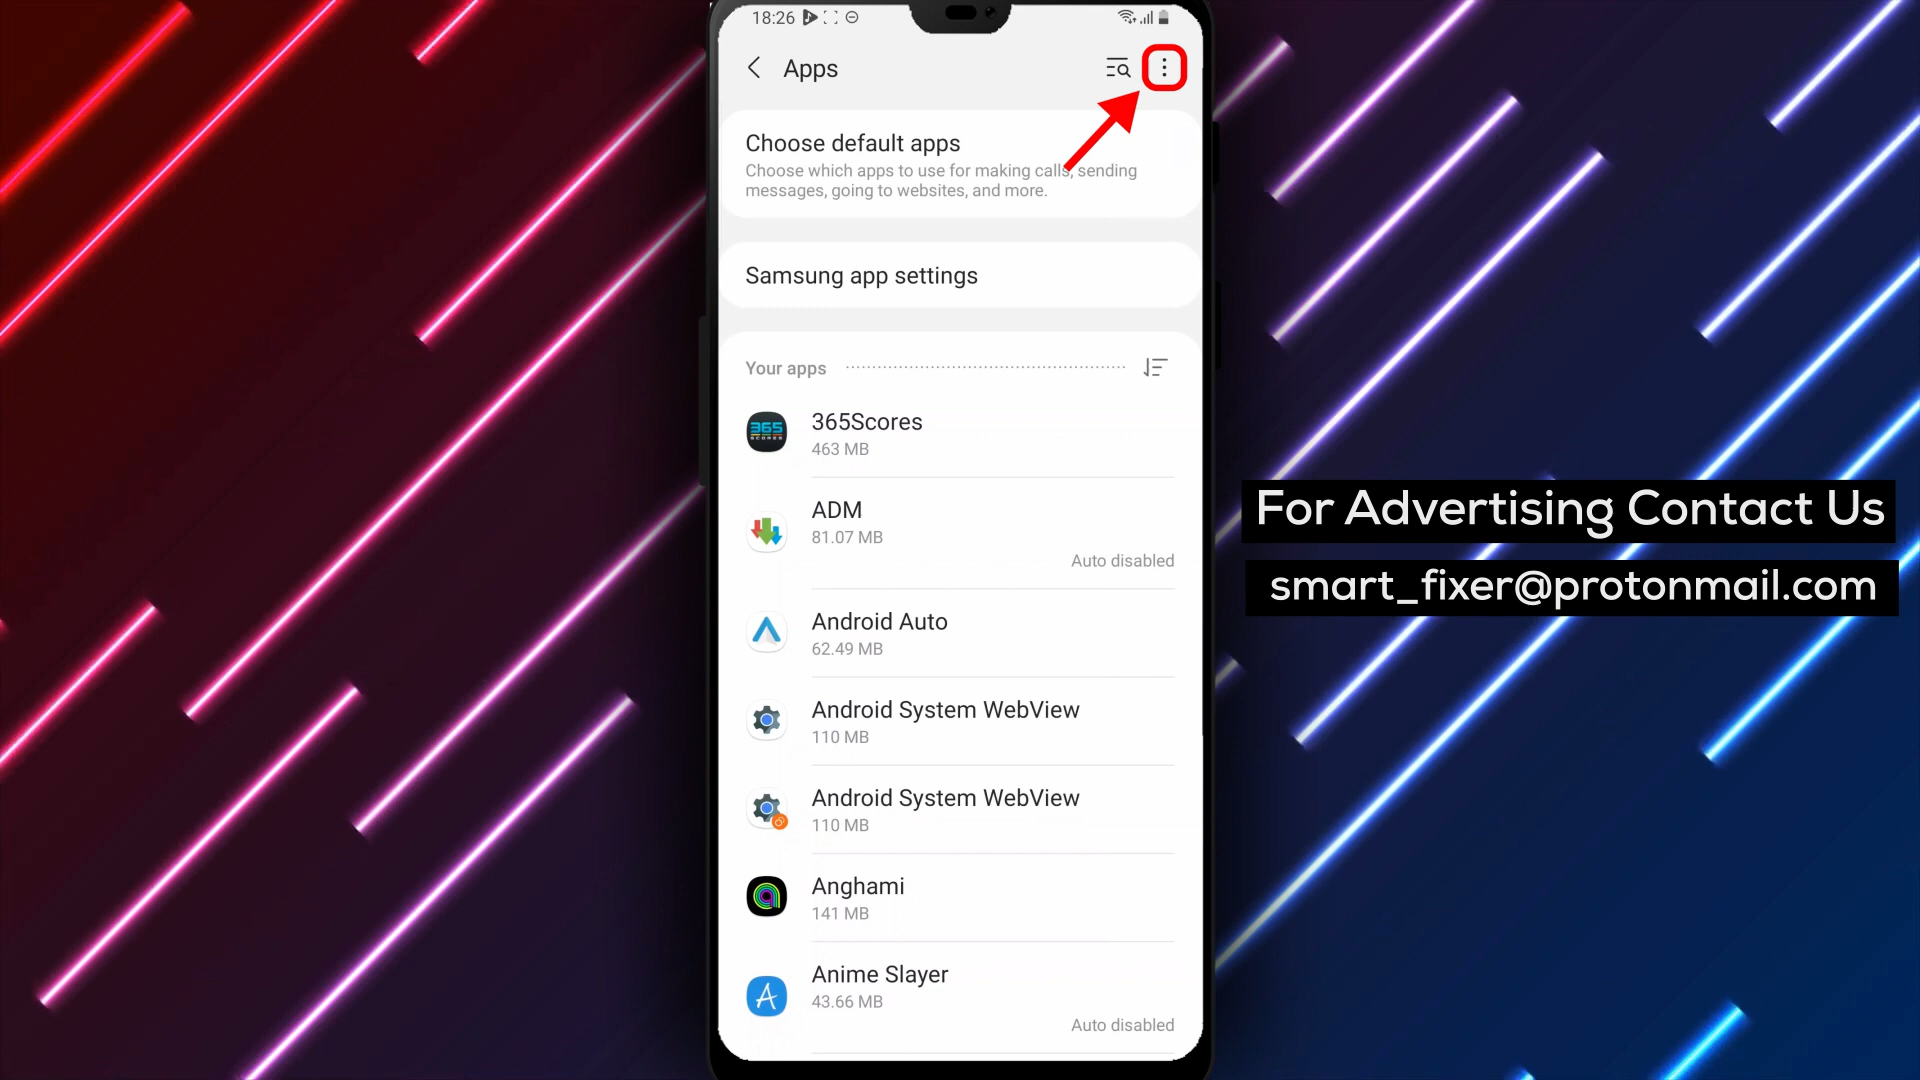 18:26
Apps
Choose default apps
Choose which apps to use for making calls, sending
messages, going to websites, and more.
Samsung app settings
Your apps
365
SCORES
365Scores
463 MB
ADM
81.07 MB
Auto disabled
Android Auto
62.49 MB
Android System WebView
110 MB
Android System WebView
110 MB
Anghami
141 MB
Anime Slayer
43.66 MB
Auto disabled
For Advertising Contact Us
smart_fixer@protonmail.com